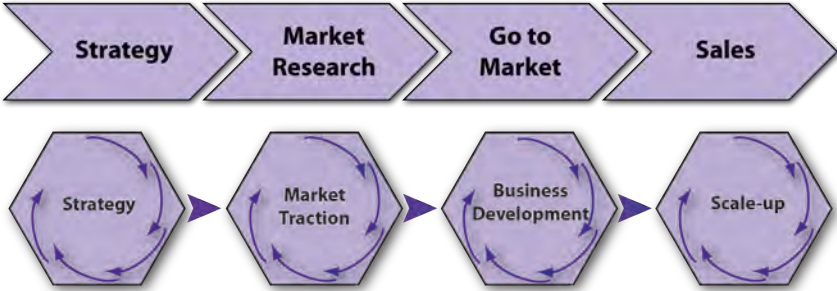 Strategy
Market
Research
Go to
Market
Sales
Strategy
Market
Traction
Business
Development
Scale-up